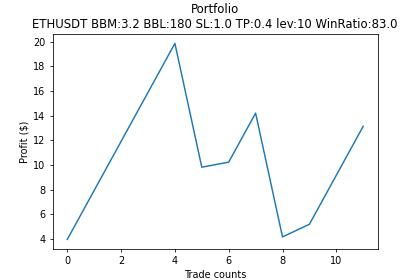 Portfolio
ETHUSDT BBM:3.2 BBL:180 SL:1.0 TP:0.4 lev:10 WinRatio:83.0
20
18
16
14
12
10
8
6
4
Profit ($)
0 2 4 6 8 10
Trade counts